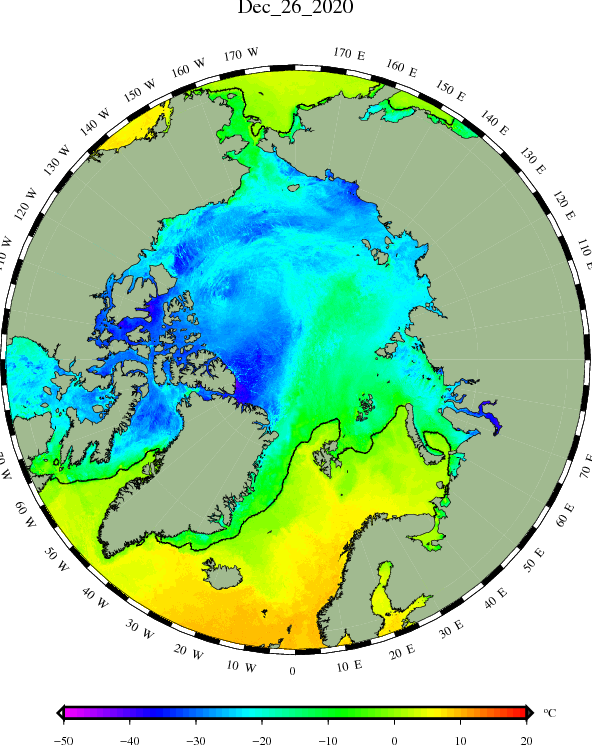 Dec_26_2020
170 W
170 E
160 W
160 E
150 W
150 E
140 W
140 E
130 W
130 E
120 W
120 E
110 E
70 E
60 W
60 E
50 W
50 E
40 W
40 E
30 W
30 E
20 W
20 E
10 W
10 E
0
°C
−50 −40 −30 −20 −10 0 10 20